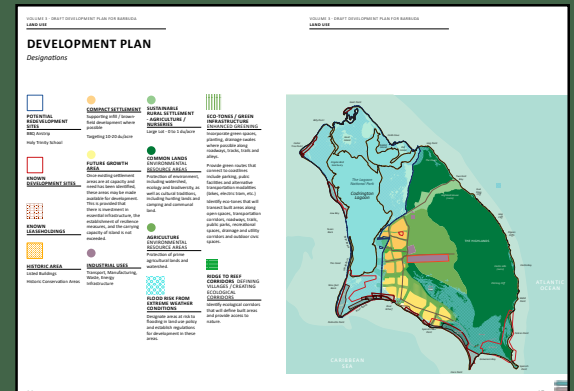 VOLUME 3 - DRAFT DEVELOPMENT PLAN FOR BARBUDA
LAND USE
VOLUME 3 - DRAFT DEVELOPMENT PLAN FOR BARBUDA
LAND USE
DEVELOPMENT PLAN
Designations
POTENTIAL
REDEVELOPMENT
SITES
BBQ Airstrip
Holy Trinity School
KNOWN
DEVELOPMENT SITES
KNOWN
LEASEHOLDINGS
HISTORIC AREA
Listed Buildings
Historic Conservation Areas
COMPACT SETTLEMENT
Supporting infill / brown-
field development where
possible
Targeting 10-20 du/acre
FUTURE GROWTH
AREA
Once existing settlement
areas are at capacity and
need has been identified,
these areas may be made
available for development.
This is provided that
there is investment in
essential infrastructure, the
establishment of resilience
measures, and the carrying
capacity of island is not
exceeded.
INDUSTRIAL USES
Transport, Manufacturing,
Waste, Energy
Infrastructure
SUSTAINABLE
RURAL SETTLEMENT
- AGRICULTURE /
NURSERIES
Large Lot - 0 to 1 du/acre
COMMON LANDS
ENVIRONMENTAL
RESOURCE AREAS
Protection of environment
including watershed,
ecology and biodiversity, as
well as natural systems,
including hunting lands and
camping and communal
land.
AGRICULTURE
ENVIRONMENTAL
RESOURCE AREAS
Protection of prime
agricultural lands and
watershed.
FLOOD RISK FROM
EXTREME WEATHER
CONDITIONS
Designate areas at risk to
flooding in land use policy
and establish regulations
for development in these
areas.
ECO-TONES / GREEN
INFRASTRUCTURE
ENHANCED GREENING
Incorporate green spaces,
planting, drainage swales
where possible along
roadways, tracks, trails and
alleys.
Provide green routes that
connect to coastlines
include parking, public
facilities and alternative
transportation modalities
(bikes, electric tram, etc.)
Identify eco-tones that will
transect built areas along
open spaces, transportation
corridors, roadways, trails,
public parks, recreational
spaces, drainage and utility
corridors and outdoor civic
spaces.
RIDGE TO REEF
CORRIDORS DEFINING
VILLAGES / CREATING
ECOLOGICAL
CORRIDORS
Identify ecological corridors
that will define built areas
and provide access to
nature
The Lagoon
National Park
Codrington
Lagoon
THE HIGHLANDS
ATLANTIC
OCEAN
CARIBBEAN
SEA